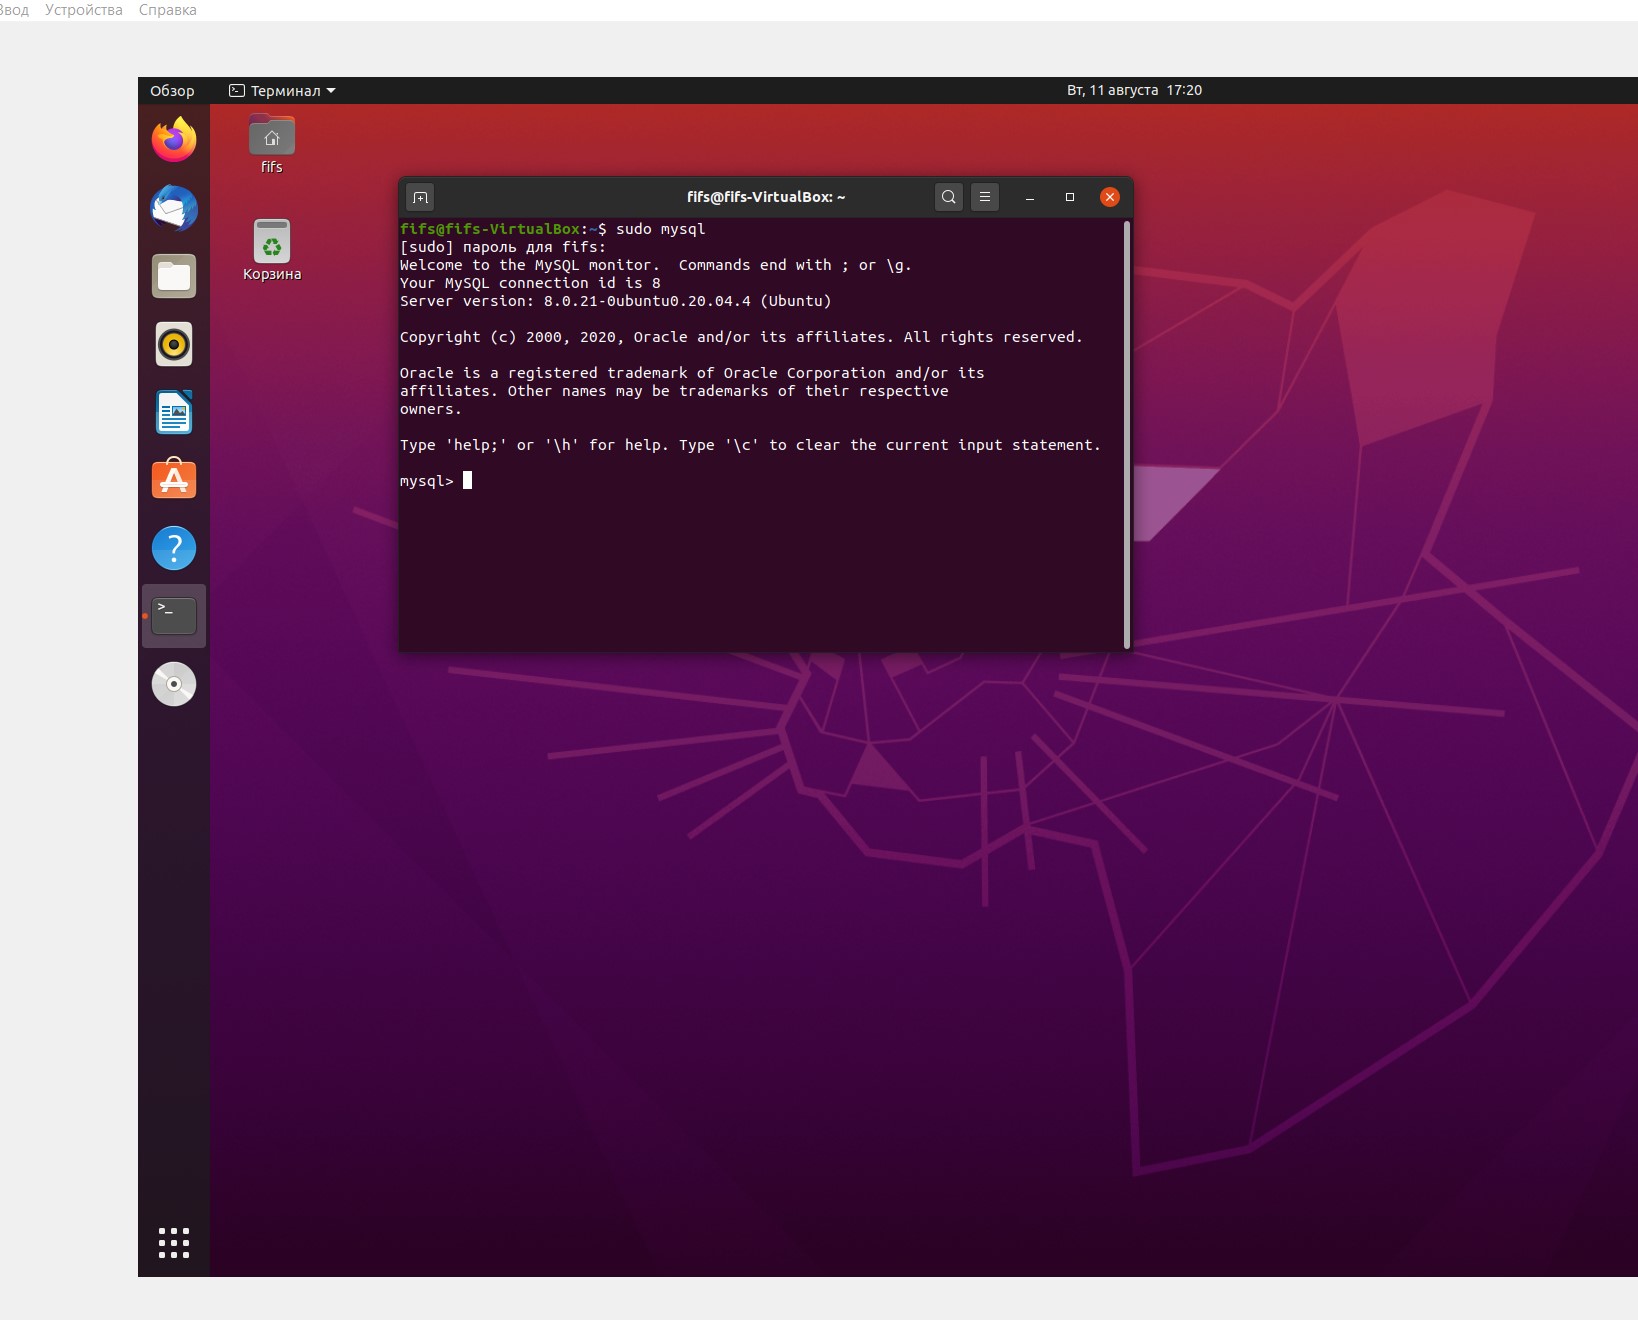 Устройства Справка
Обзор Терминал Вт, 11 августа 17:20
fifs
Корзина
fifs@fifs-VirtualBox: ~
fifs@fifs-VirtualBox:~$ sudo mysql
[sudo] пароль для fifs:
Welcome to the MySQL monitor.  Commands end with ; or \g.
Your MySQL connection id is 8
Server version: 8.0.21-0ubuntu0.20.04.4 (Ubuntu)
Copyright (c) 2000, 2020, Oracle and/or its affiliates. All rights reserved.
Oracle is a registered trademark of Oracle Corporation and/or its
affiliates. Other names may be trademarks of their respective
owners.
Type 'help;' or '\h' for help. Type '\c' to clear the current input statement.
mysql>